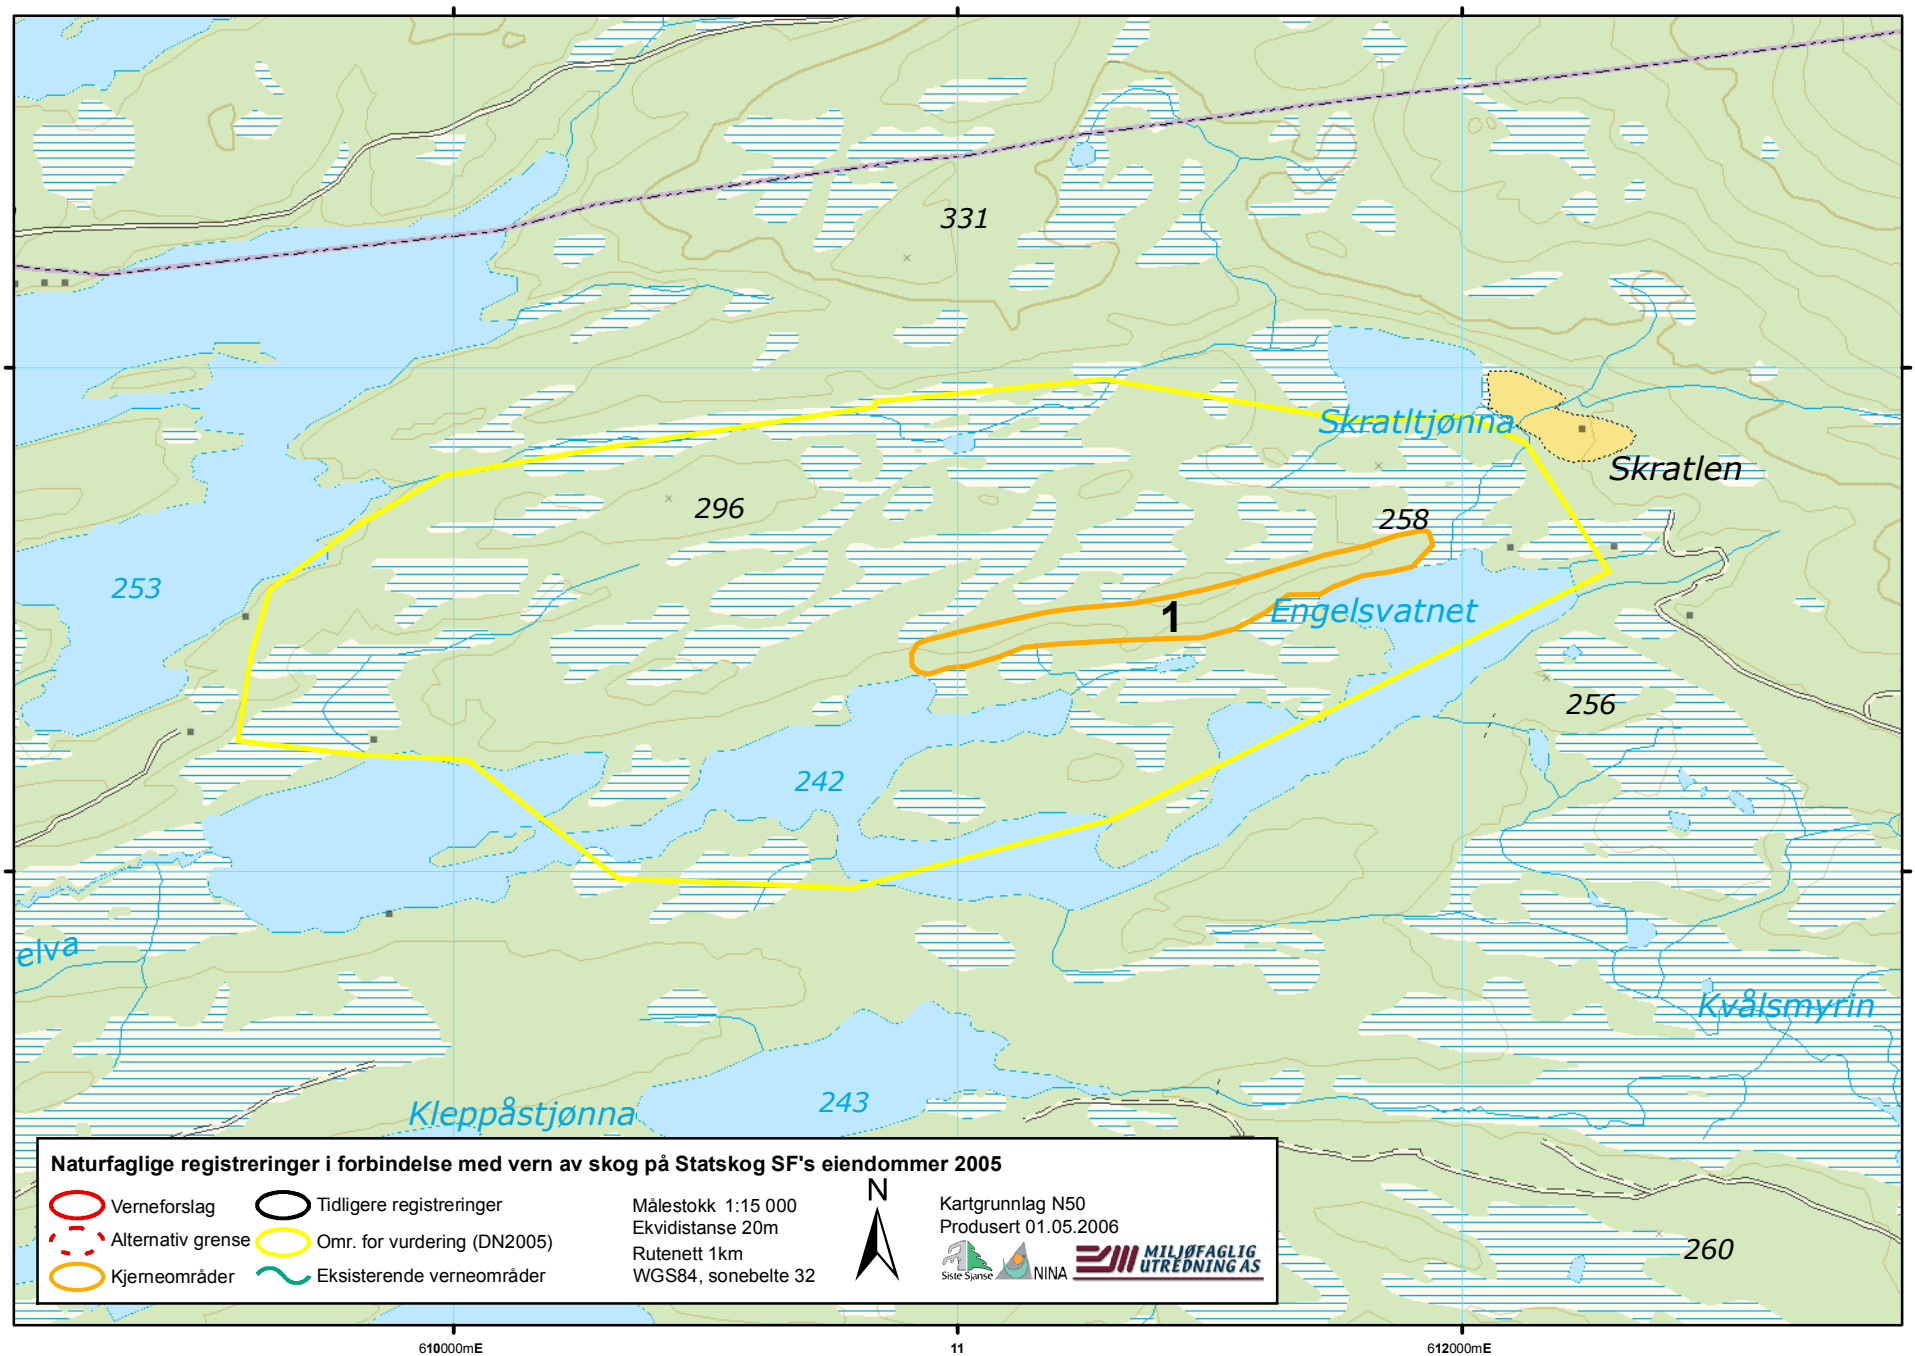 331
Skratltjønna
Skratlen
296
258
253
Engelsvatnet
1
256
242
elva
Kvålsmyrin
Kleppåstjønna
243
Naturfaglige registreringer i forbindelse med vern av skog på Statskog SF's eiendommer 2005
Verneforslag
Alternativ grense
Kjerneområder
Tidligere registreringer
Omr. for vurdering (DN2005)
Eksisterende verneområder
Målestokk 1:15 000
Ekvidistanse 20m
Rutenett 1km
WGS84, sonebelte 32
N
Kartgrunnlag N50
Produsert 01.05.2006
Siste Sjanse
NINA
MILJØFAGLIG
UTREDNING AS
260
610000mE
11
612000mE